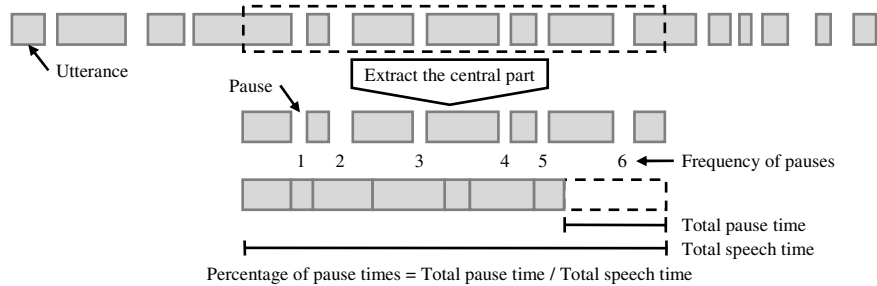 Utterance
Extract the central part
Pause
1 2 3 4 5 6 Frequency of pauses
Total pause time
Total speech time
Percentage of pause times = Total pause time / Total speech time